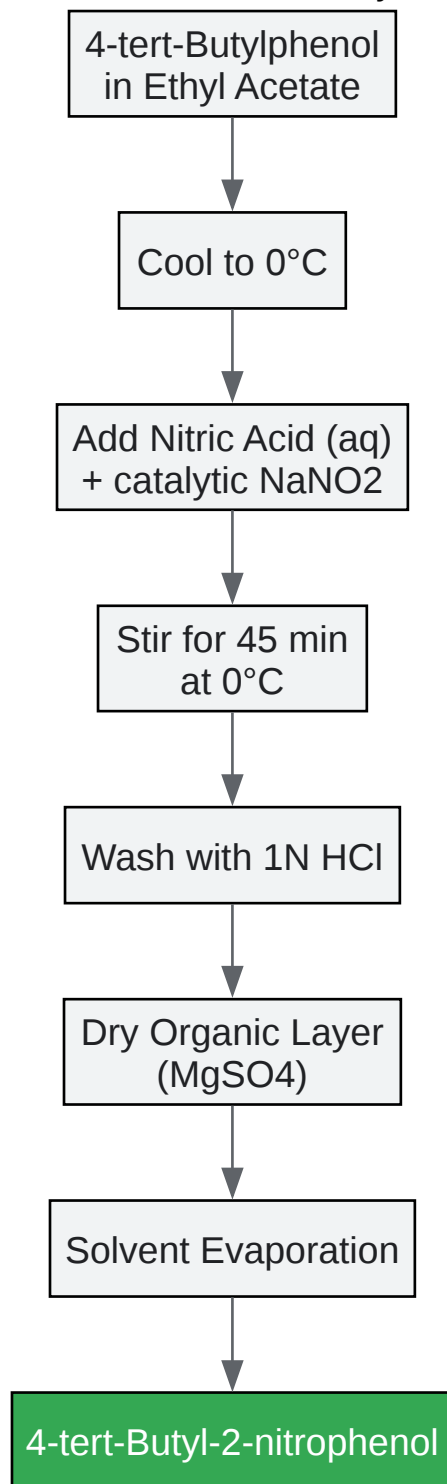 4-tert-Butylphenol
in Ethyl Acetate
Cool to 0°C
Add Nitric Acid (aq)
+ catalytic NaNO2
Stir for 45 min
at 0°C
Wash with 1N HCl
Dry Organic Layer
(MgSO4)
Solvent Evaporation
4-tert-Butyl-2-nitrophenol